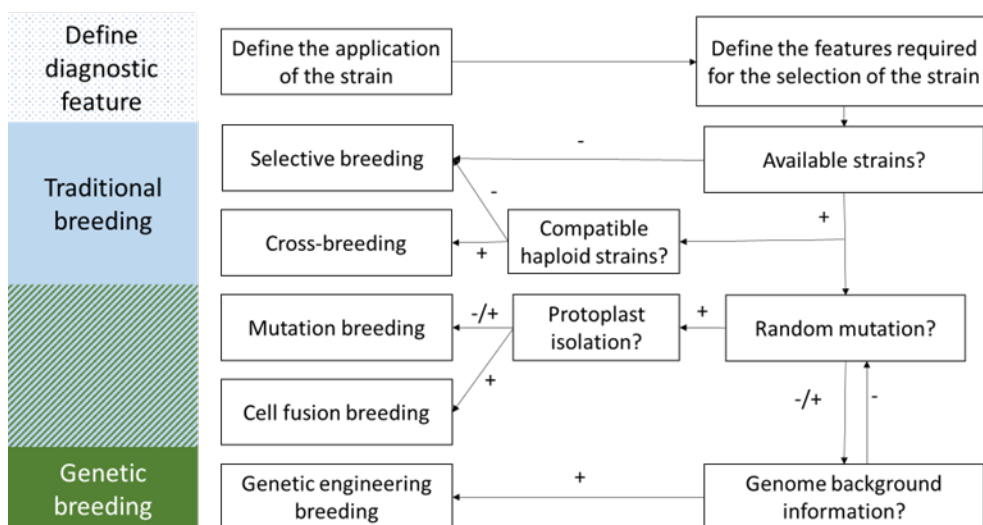 Define
diagnostic
feature
Define the application
of the strain
Define the features required
for the selection of the strain
Traditional
breeding
Selective breeding
-
Available strains?
-
+
Cross-breeding
+
Compatible
haploid strains?
Mutation breeding
-/+
Protoplast
isolation?
+
Random mutation?
+
-/+
-
Cell fusion breeding
Genetic
breeding
Genetic engineering
breeding
+
Genome background
information?